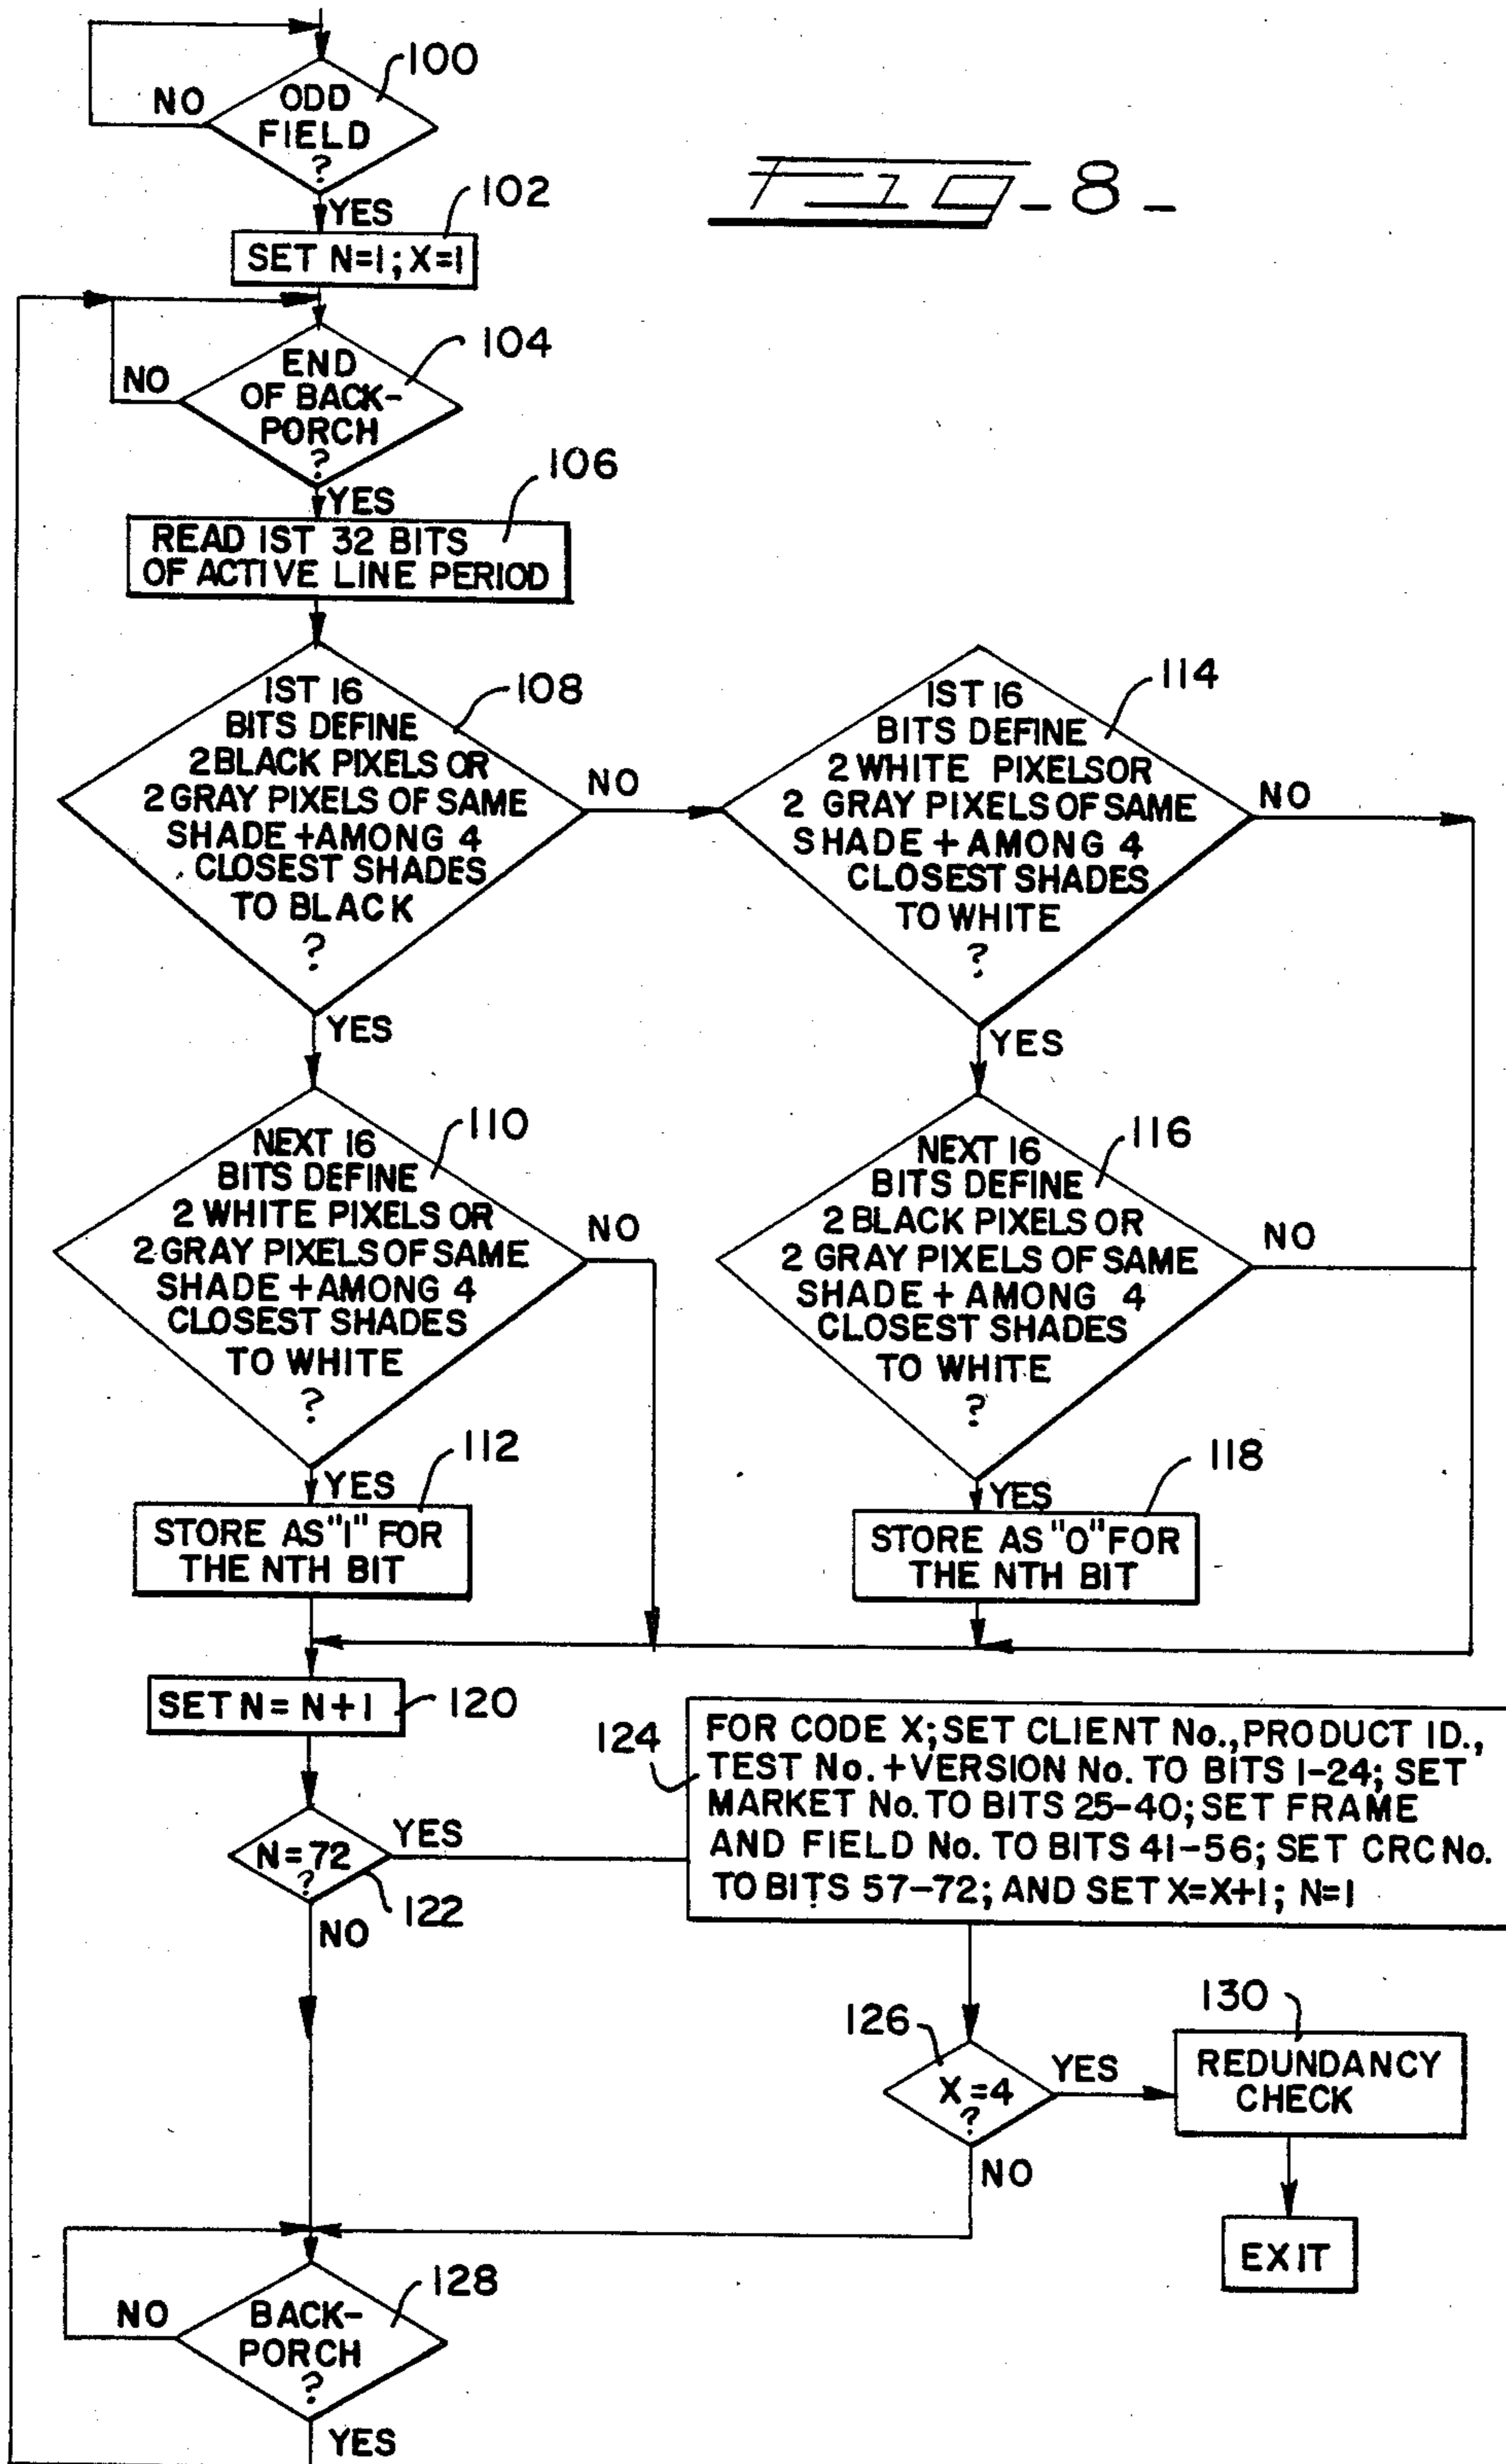 Fig-8-
100
NO
ODD
FIELD
?
YES
102
SET N=1; X=1
104
NO
END
OF BACK-
PORCH
?
YES
106
READ 1ST 32 BITS
OF ACTIVE LINE PERIOD
108
1ST 16
BITS DEFINE
2 BLACK PIXELS OR
2 GRAY PIXELS OF SAME
SHADE + AMONG 4
CLOSEST SHADES
TO BLACK
?
NO
YES
114
1ST 16
BITS DEFINE
2 WHITE PIXELSOR
2 GRAY PIXELS OF SAME
SHADE + AMONG 4
CLOSEST SHADES
TO WHITE
?
NO
YES
110
NEXT 16
BITS DEFINE
2 WHITE PIXELS OR
2 GRAY PIXELS OF SAME
SHADE + AMONG 4
CLOSEST SHADES
TO WHITE
?
NO
YES
116
NEXT 16
BITS DEFINE
2 BLACK PIXELS OR
2 GRAY PIXELS OF SAME
SHADE + AMONG 4
CLOSEST SHADES
TO WHITE
?
NO
YES
112
STORE AS "1" FOR
THE NTH BIT
118
STORE AS "0" FOR
THE NTH BIT
SET N = N+1
120
124
FOR CODE X; SET CLIENT No., PRODUCT ID.,
TEST No. + VERSION No. TO BITS 1-24; SET
MARKET No. TO BITS 25-40; SET FRAME
AND FIELD No. TO BITS 41-56; SET CRC No.
TO BITS 57-72; AND SET X=X+1; N=1
N=72
?
YES
122
NO
126
X=4
?
YES
NO
130
REDUNDANCY
CHECK
EXIT
128
NO
BACK-
PORCH
?
YES